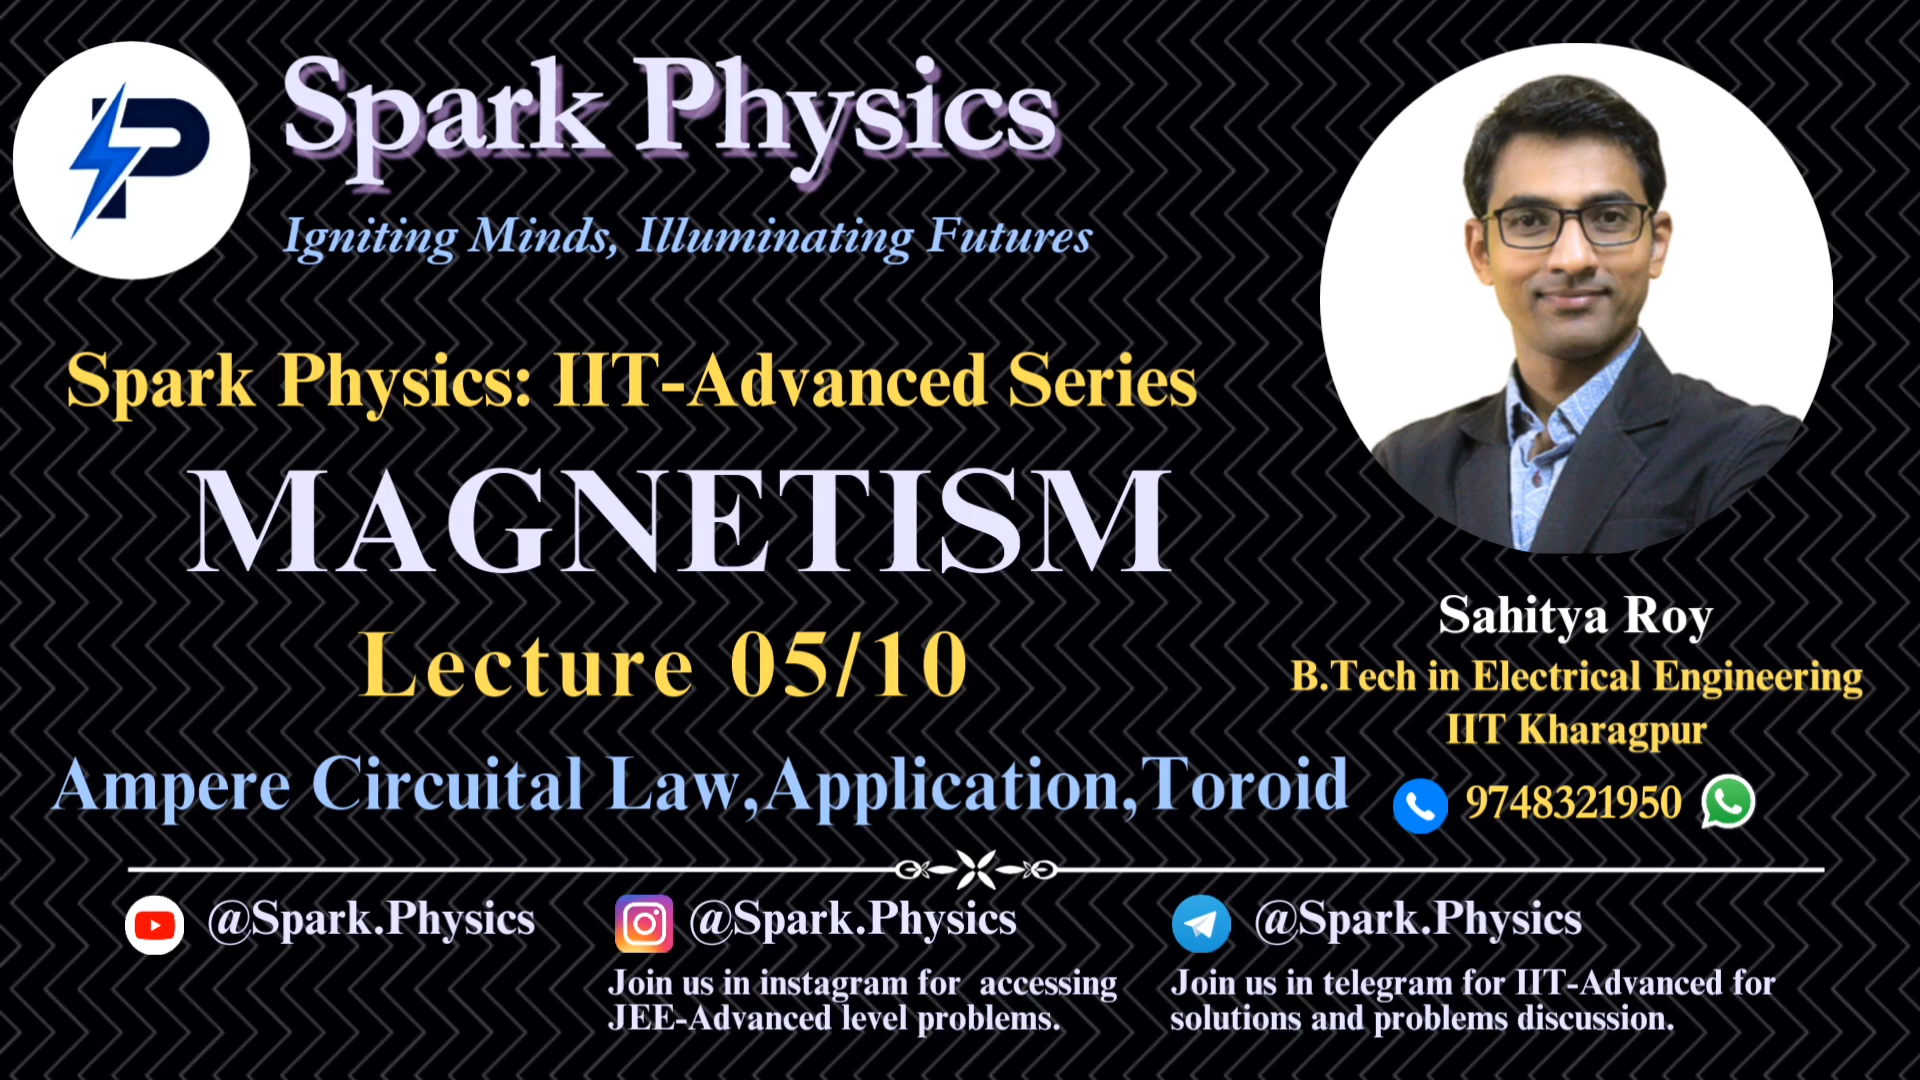 Spark Physics
Igniting Minds, Illuminating Futures
Spark Physics: IIT-Advanced Series
MAGNETISM
Lecture 05/10
Ampere Circuital Law,Application,Toroid
Sahitya Roy
B.Tech in Electrical Engineering
IIT Kharagpur
9748321950
@Spark.Physics
@Spark.Physics
Join us in instagram for accessing
JEE-Advanced level problems.
@Spark.Physics
Join us in telegram for IIT-Advanced for
solutions and problems discussion.